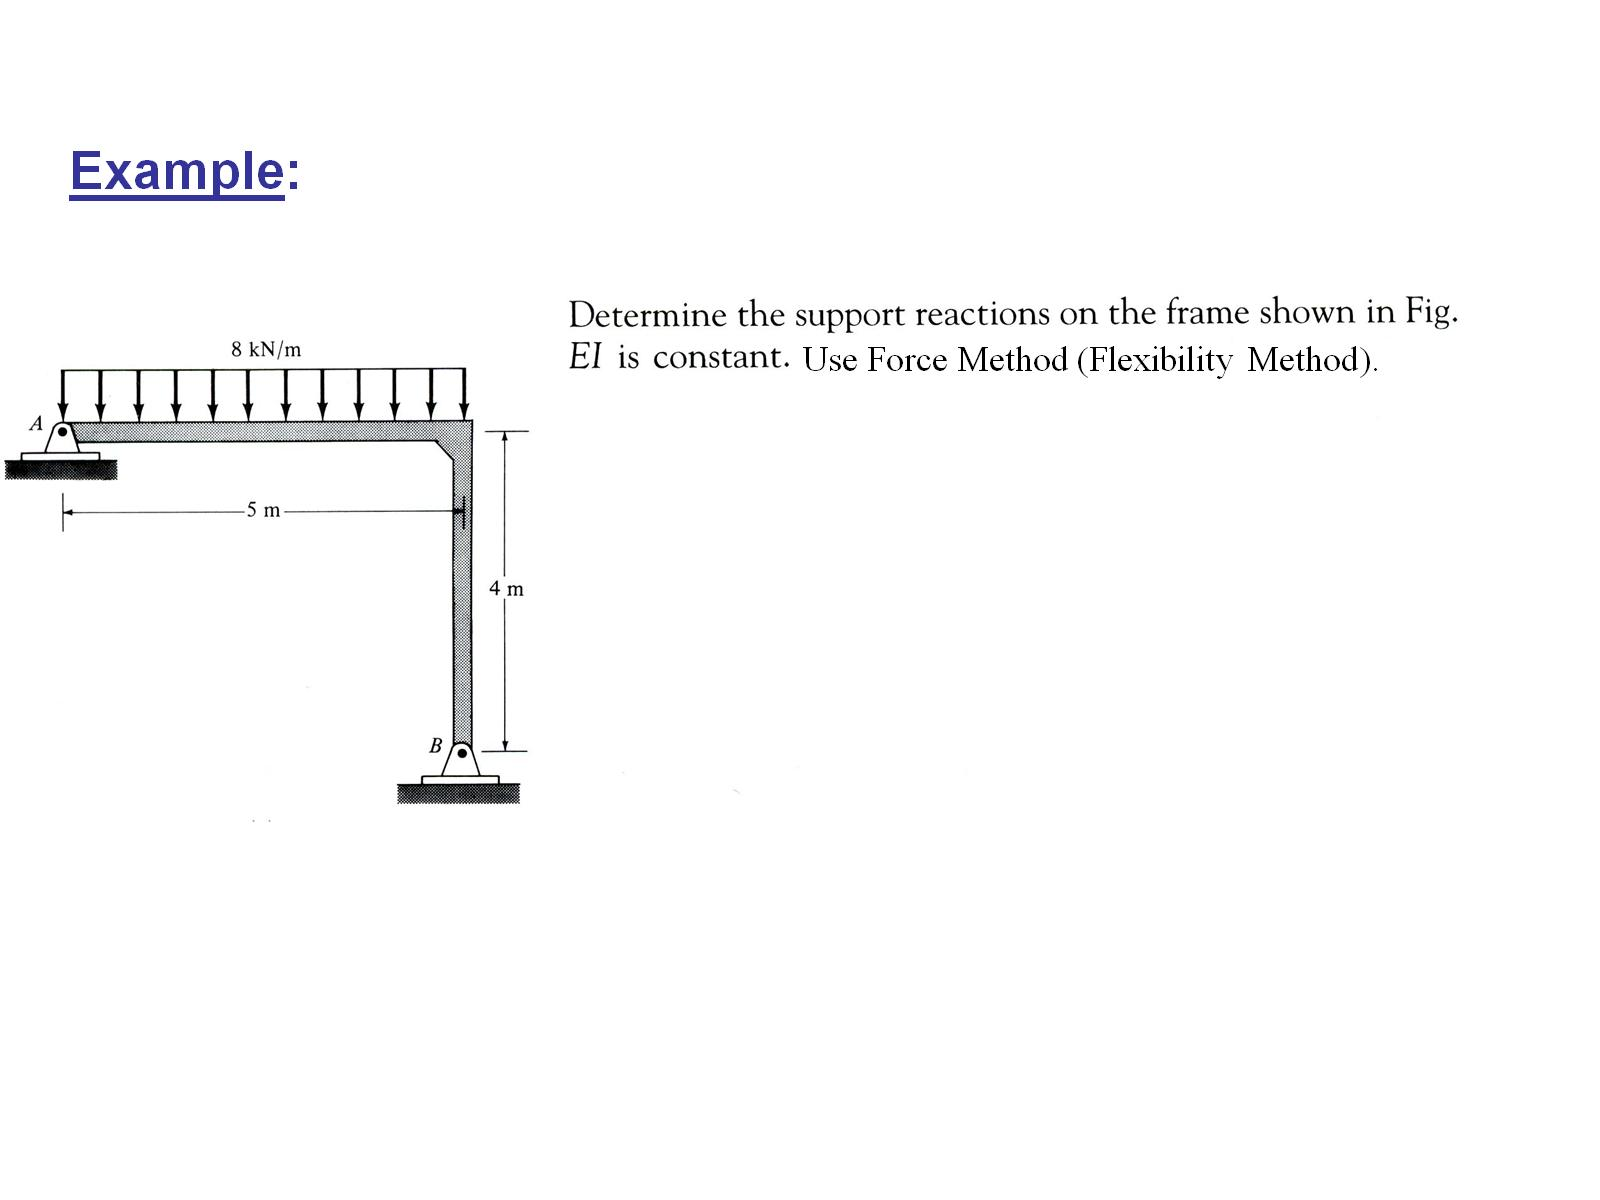 Example:
Determine the support reactions on the frame shown in Fig.
EI is constant. Use Force Method (Flexibility Method).
8 kN/m
A
5 m
4 m
B